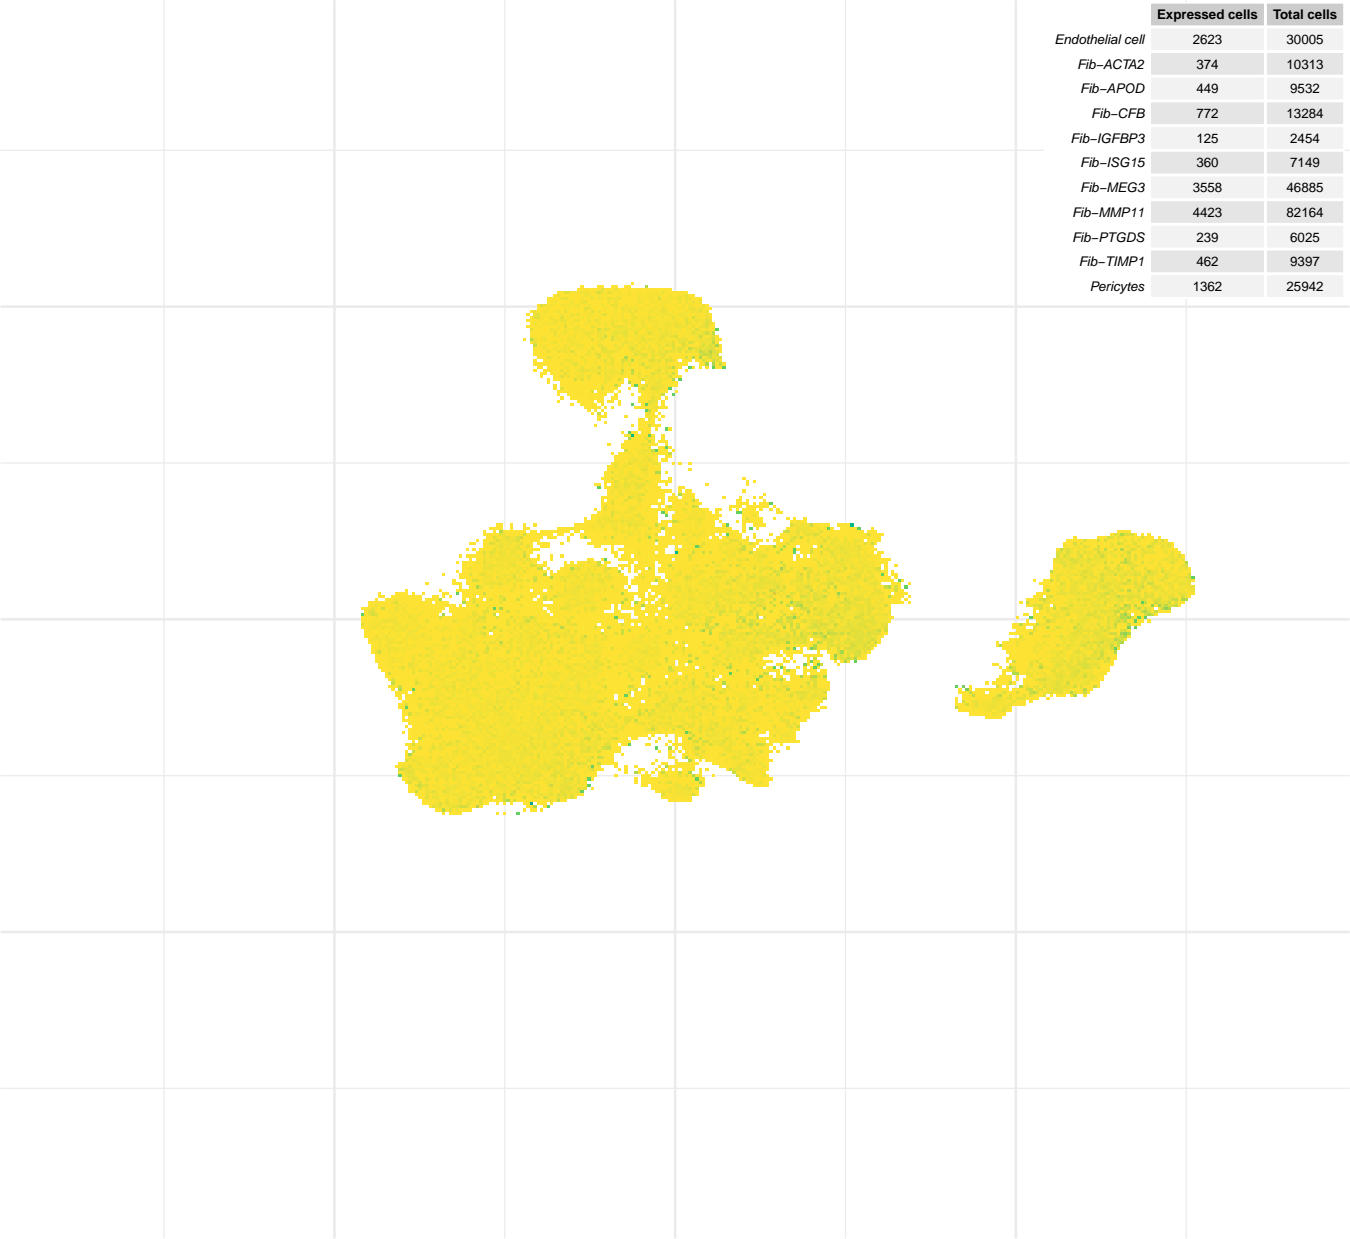 Expressed cells Total cells
Endothelial cell 2623 30005
Fib−ACTA2 374 10313
Fib−APOD 449 9532
Fib−CFB 772 13284
Fib−IGFBP3 125 2454
Fib−ISG15 360 7149
Fib−MEG3 3558 46885
Fib−MMP11 4423 82164
Fib−PTGDS 239 6025
Fib−TIMP1 462 9397
Pericytes 1362 25942